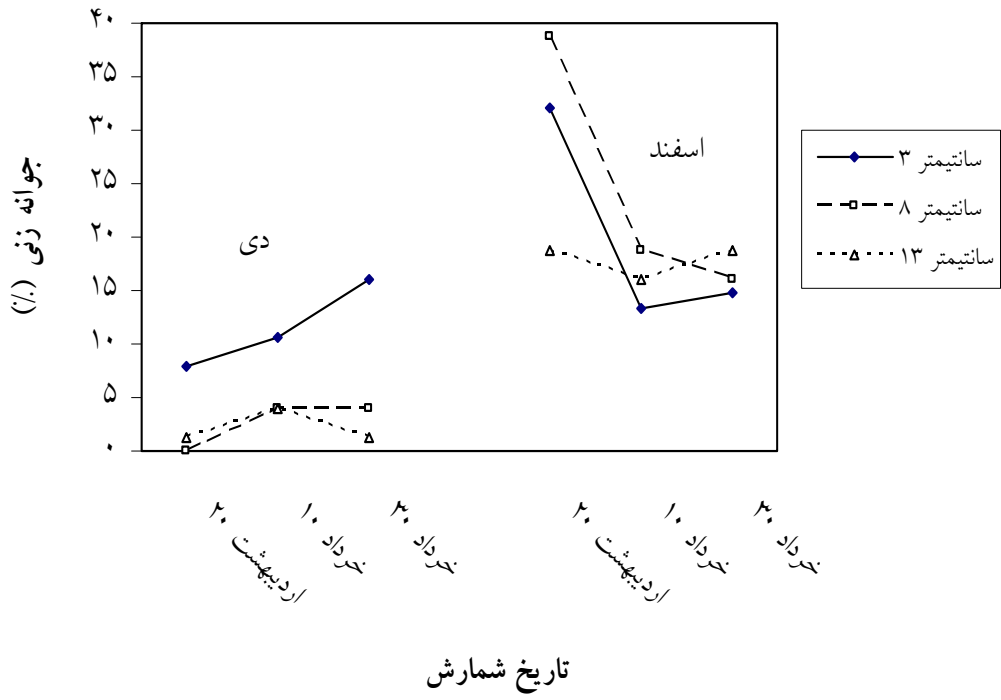 ۴۰
۳۵
۳۰
۲۵
۲۰
۱۵
۱۰
۵
۰
جوانه زنی (٪)
دی
اسفند
سانتیمتر ۳
سانتیمتر ۸
سانتیمتر ۱۳
اردیبهشت ۲۰
خرداد ۱۰
خرداد ۳۰
اردیبهشت ۲۰
خرداد ۱۰
خرداد ۳۰
تاریخ شمارش